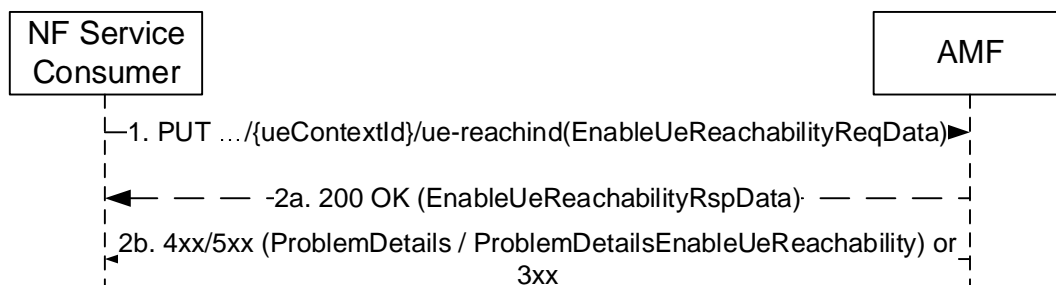 NF Service
Consumer
AMF
1. PUT …/{ueContextId}/ue-reachind(EnableUeReachabilityReqData)
2a. 200 OK (EnableUeReachabilityRspData)
2b. 4xx/5xx (ProblemDetails / ProblemDetailsEnableUeReachability) or
3xx